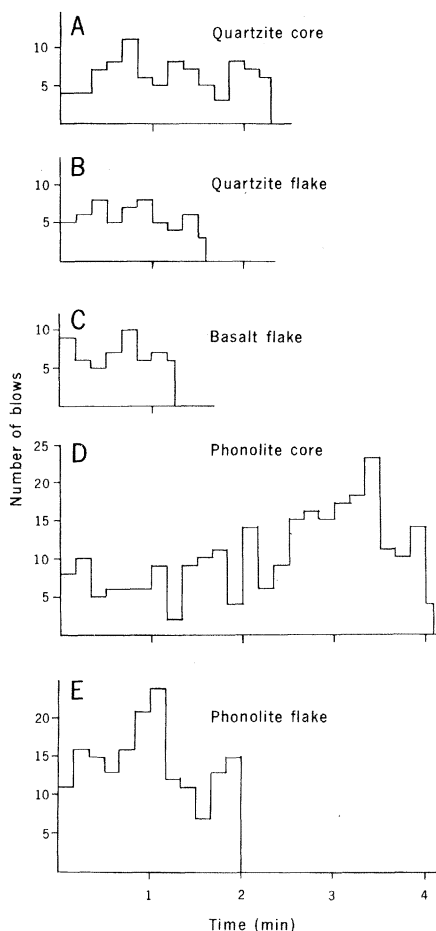 A
Quartzite core
10
5
B
Quartzite flake
10
5
C
Basalt flake
10
5
Number of blows
D
Phonolite core
25
20
15
10
5
E
Phonolite flake
20
15
10
5
1
2
3
4
Time (min)